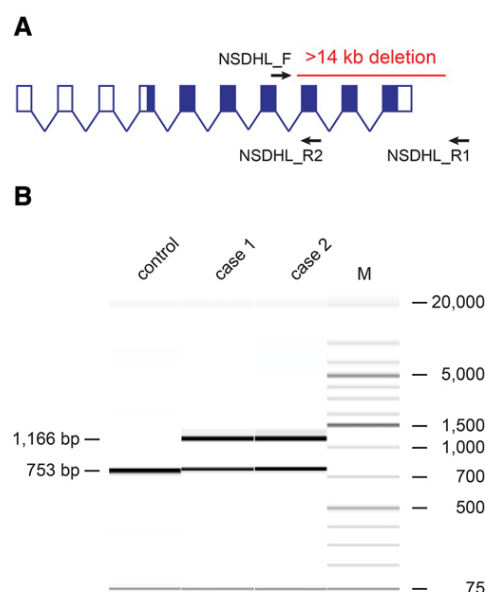 A
NSDHL_F
>14 kb deletion
NSDHL_R2
NSDHL_R1
B
control
case 1
case 2
M
20,000
5,000
1,500
1,166 bp
1,000
753 bp
700
500
75